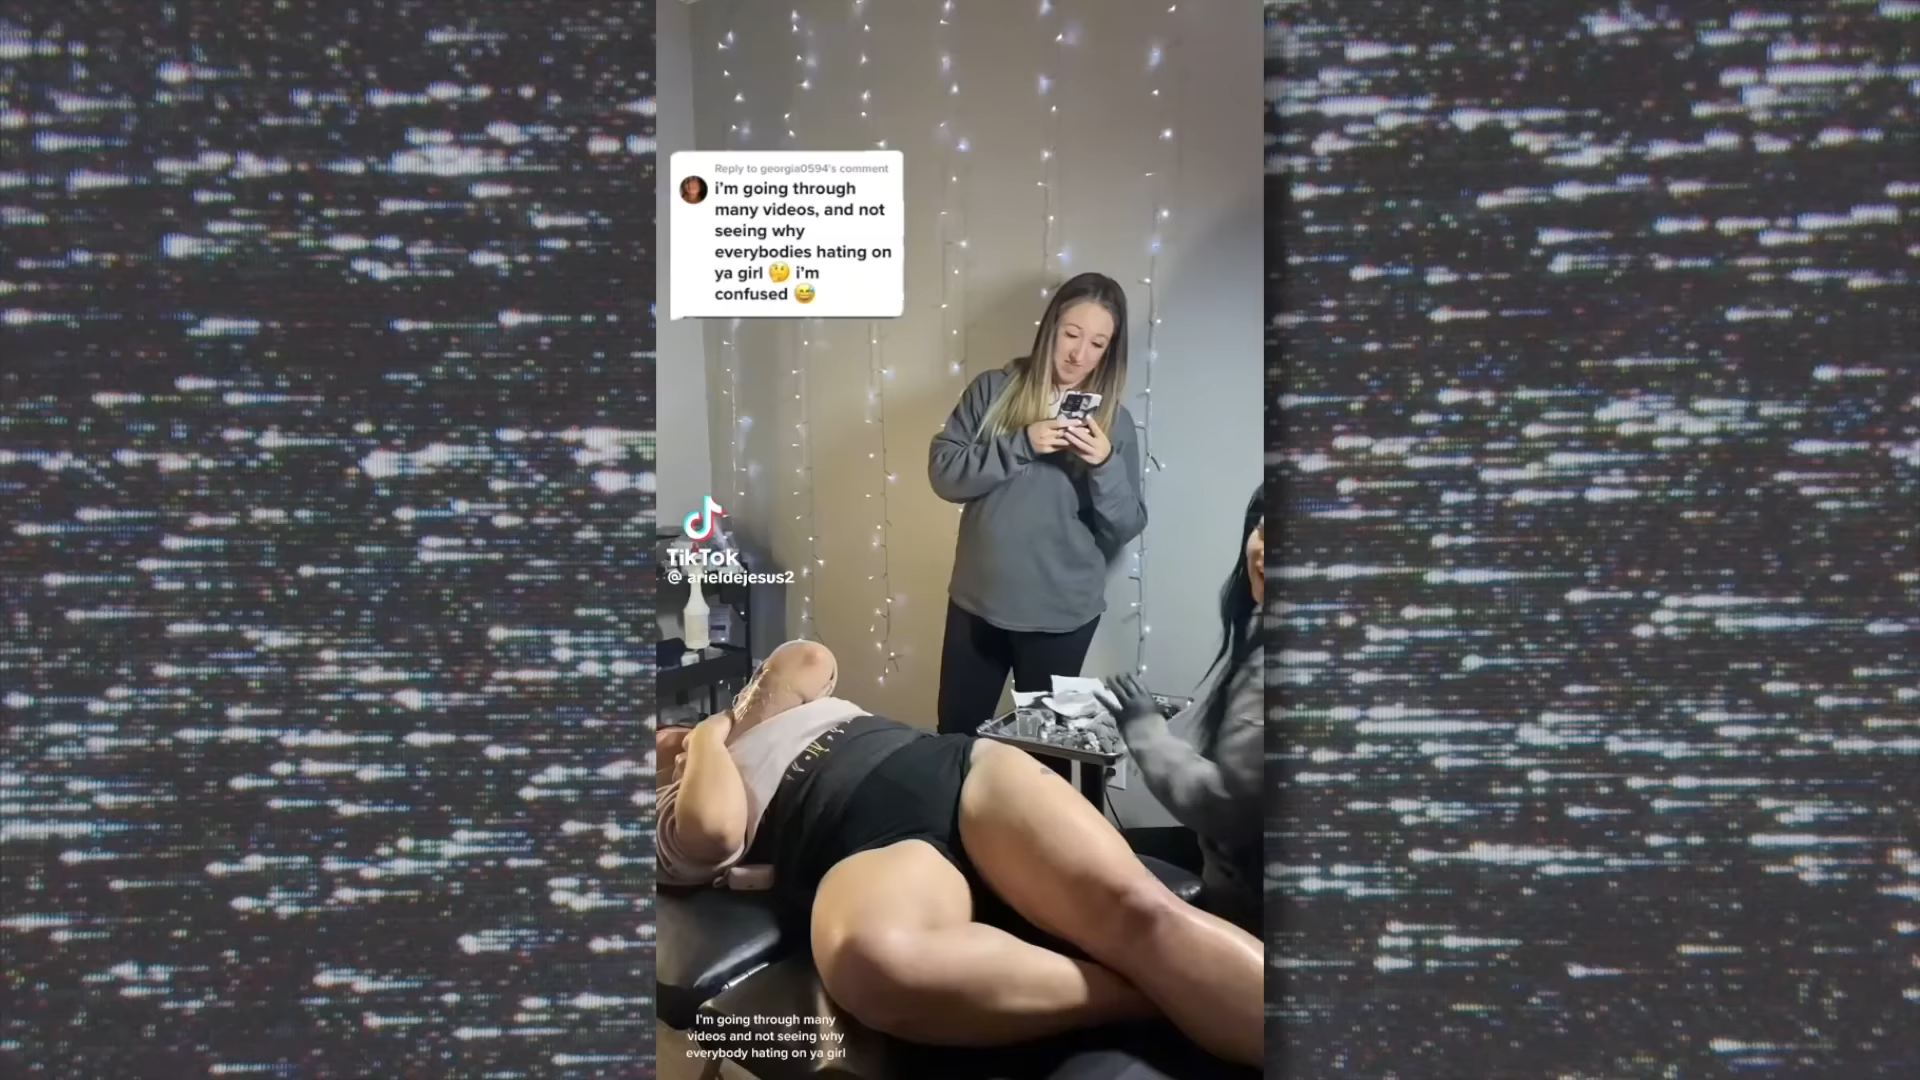 Reply to georgia0594's comment
i'm going through
many videos, and not
seeing why
everybodies hating on
ya girl 🤔 i'm
confused 😅
TikTok
@ arieldejesus2
I'm going through many
videos and not seeing why
everybody hating on ya girl